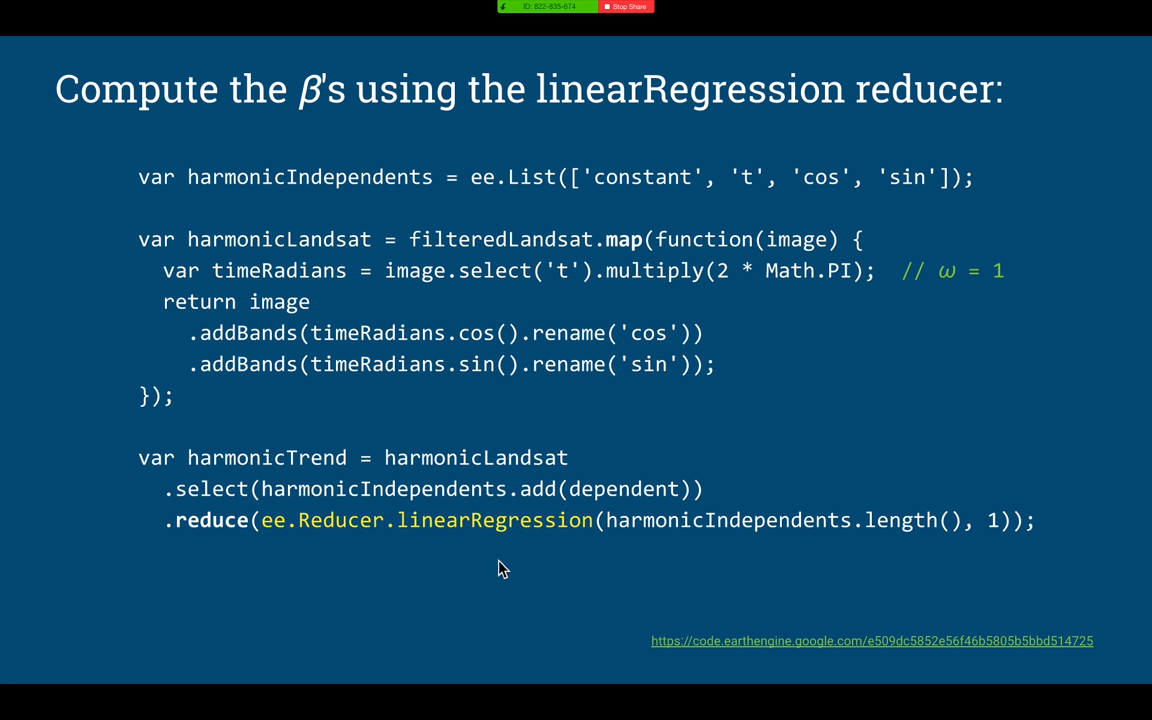 ID: 822-835-674 Stop Share
Compute the β's using the linearRegression reducer:
var harmonicIndependents = ee.List(['constant', 't', 'cos', 'sin']);
var harmonicLandsat = filteredLandsat.map(function(image) {
var timeRadians = image.select('t').multiply(2 * Math.PI); // ω = 1
return image
.addBands(timeRadians.cos().rename('cos'))
.addBands(timeRadians.sin().rename('sin'));
});
var harmonicTrend = harmonicLandsat
.select(harmonicIndependents.add(dependent))
.reduce(ee.Reducer.linearRegression(harmonicIndependents.length(), 1));
https://code.earthengine.google.com/e509dc5852e56f46b5805b5bbd514725